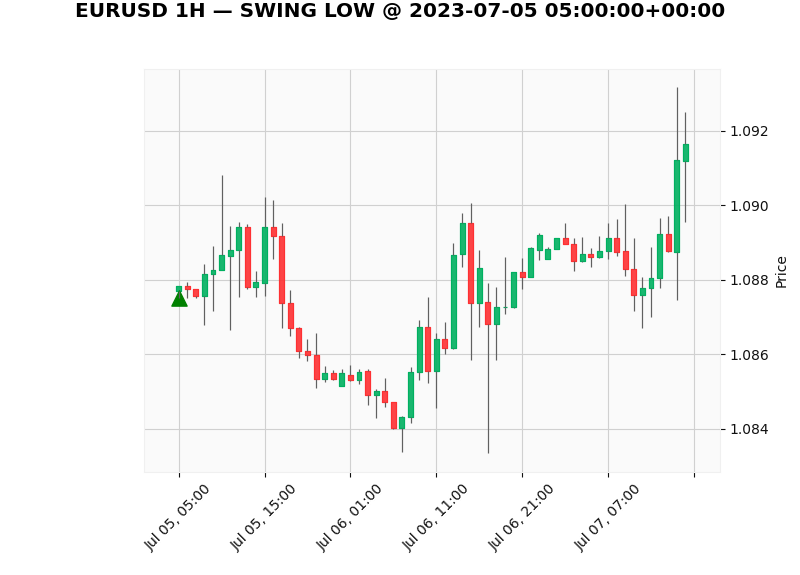 EURUSD 1H — SWING LOW @ 2023-07-05 05:00:00+00:00
1.092
1.090
1.088
1.086
1.084
Price
Jul 05, 05:00
Jul 05, 15:00
Jul 06, 01:00
Jul 06, 11:00
Jul 06, 21:00
Jul 07, 07:00